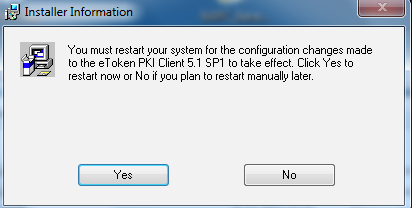 Installer Information
You must restart your system for the configuration changes made
to the eToken PKI Client 5.1 SP1 to take effect. Click Yes to
restart now or No if you plan to restart manually later.
Yes
No